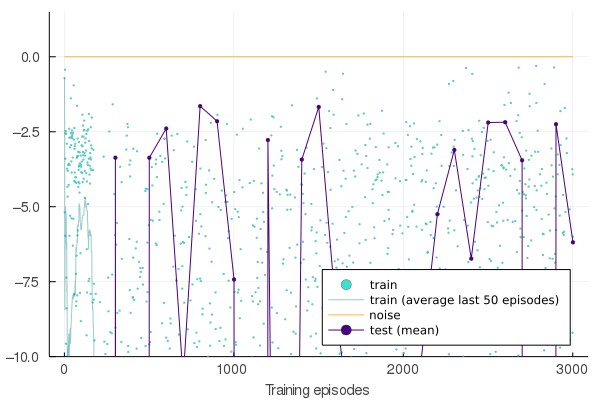 0.0
−2.5
−5.0
−7.5
−10.0
0
1000
2000
3000
Training episodes
train
train (average last 50 episodes)
noise
test (mean)